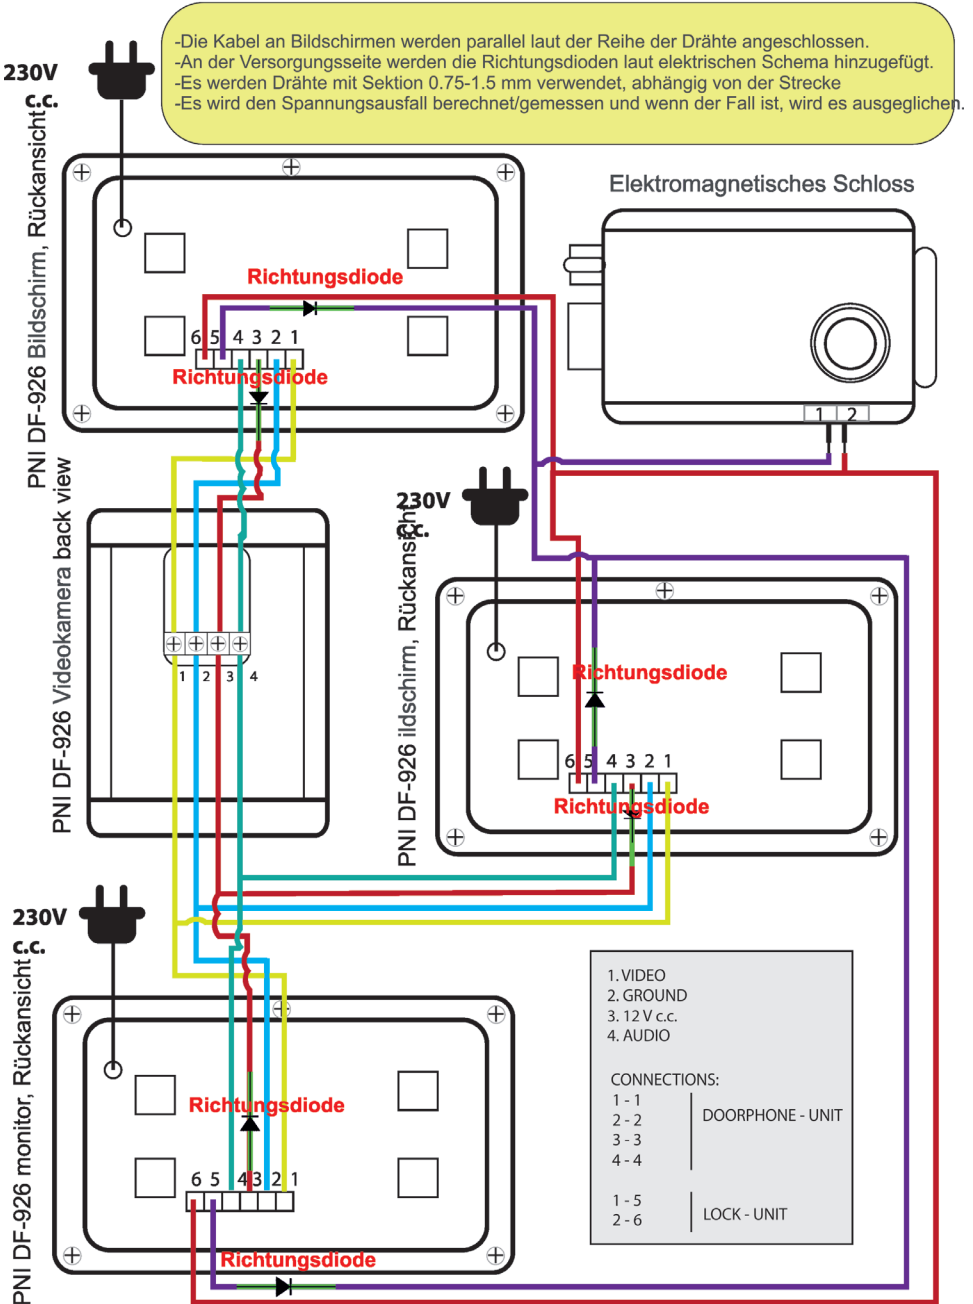 -Die Kabel an Bildschirmen werden parallel laut der Reihe der Drähte angeschlossen.
-An der Versorgungsseite werden die Richtungsdioden laut elektrischen Schema hinzugefügt.
-Es werden Drähte mit Sektion 0.75-1.5 mm verwendet, abhängig von der Strecke
-Es wird den Spannungsausfall berechnet/gemessen und wenn der Fall ist, wird es ausgeglichen.
230V
c.c.
PNI DF-926 Bildschirm, Rückansicht
Richtungsdiode
6 5 4 3 2 1
Richtungsdiode
Elektromagnetisches Schloss
1 2
PNI DF-926 Videokamera back view
1 2 3 4
230V
c.c.
PNI DF-926 ildschirm, Rückansicht
Richtungsdiode
6 5 4 3 2 1
Richtungsdiode
230V
c.c.
PNI DF-926 monitor, Rückansicht
Richtungsdiode
6 5 4 3 2 1
Richtungsdiode
1. VIDEO
2. GROUND
3. 12 V c.c.
4. AUDIO
CONNECTIONS:
1 - 1
2 - 2
3 - 3
4 - 4
DOORPHONE - UNIT
1 - 5
2 - 6
LOCK - UNIT